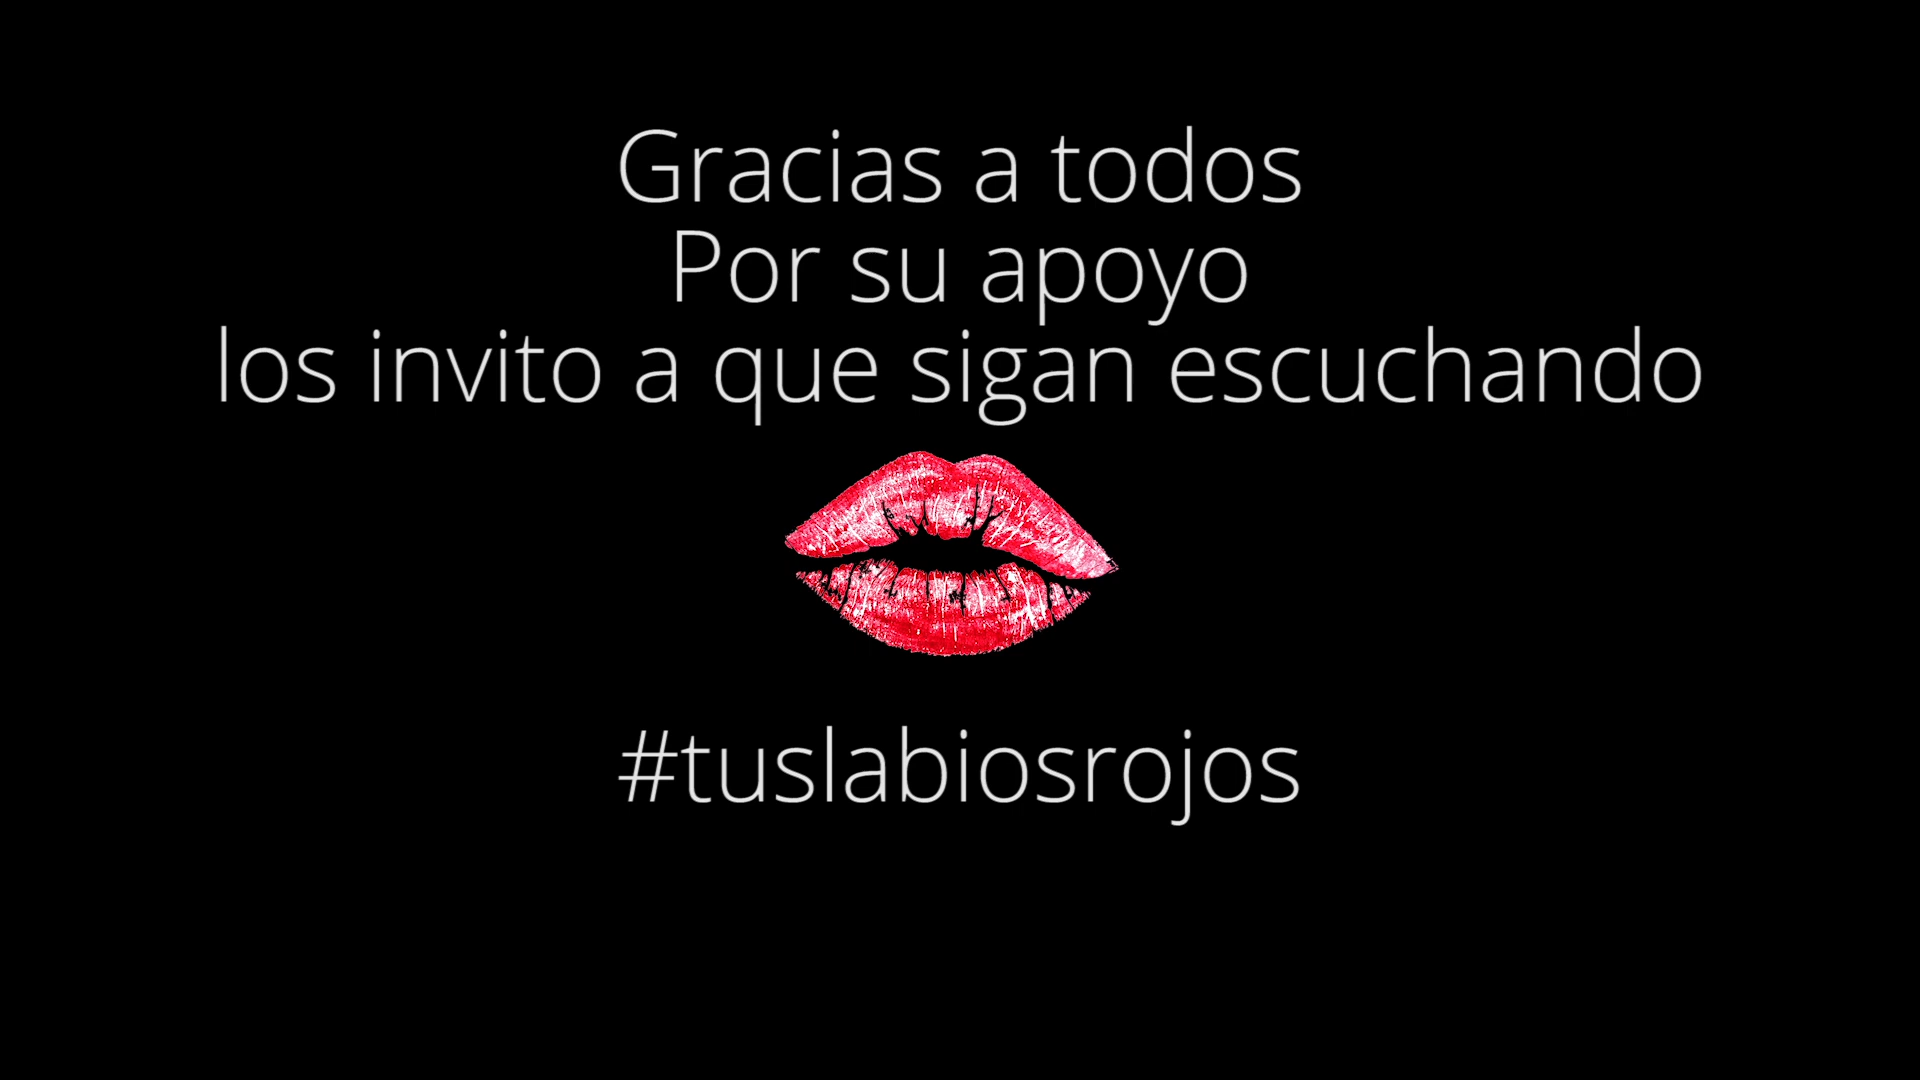 Gracias a todos
Por su apoyo
los invito a que sigan escuchando
#tuslabiosrojos